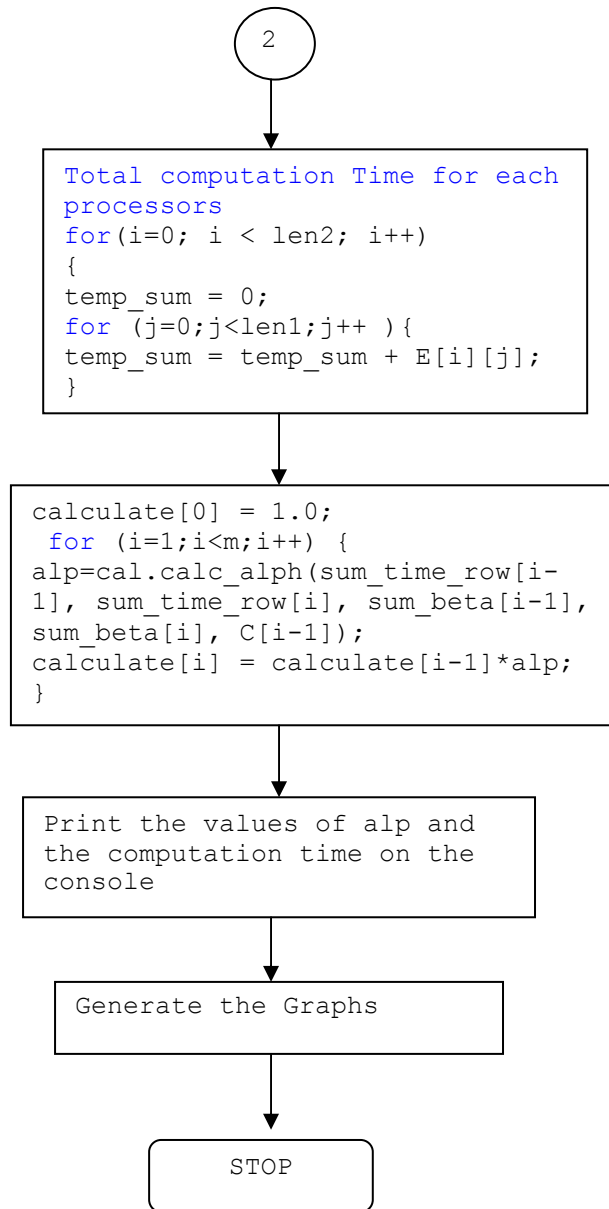 2
Total computation Time for each
processors
for(i=0; i < len2; i++)
{
temp_sum = 0;
for (j=0;j<len1;j++ ){
temp_sum = temp_sum + E[i][j];
}
calculate[0] = 1.0;
for (i=1;i<m;i++) {
alp=cal.calc_alph(sum_time_row[i-
1], sum_time_row[i], sum_beta[i-1],
sum_beta[i], C[i-1]);
calculate[i] = calculate[i-1]*alp;
}
Print the values of alp and
the computation time on the
console
Generate the Graphs
STOP